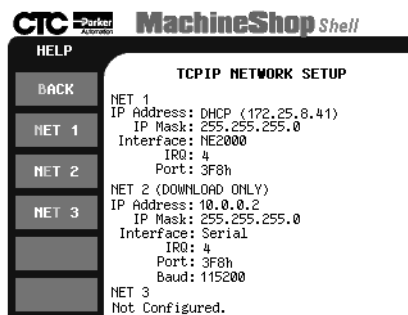 CTC Parker Automation MachineShop Shell
HELP
BACK
NET 1
NET 2
NET 3
TCPIP NETWORK SETUP
NET 1
IP Address: DHCP (172.25.8.41)
IP Mask: 255.255.255.0
Interface: NE2000
IRQ: 4
Port: 3F8h
NET 2 (DOWNLOAD ONLY)
IP Address: 10.0.0.2
IP Mask: 255.255.255.0
Interface: Serial
IRQ: 4
Port: 3F8h
Baud: 115200
NET 3
Not Configured.